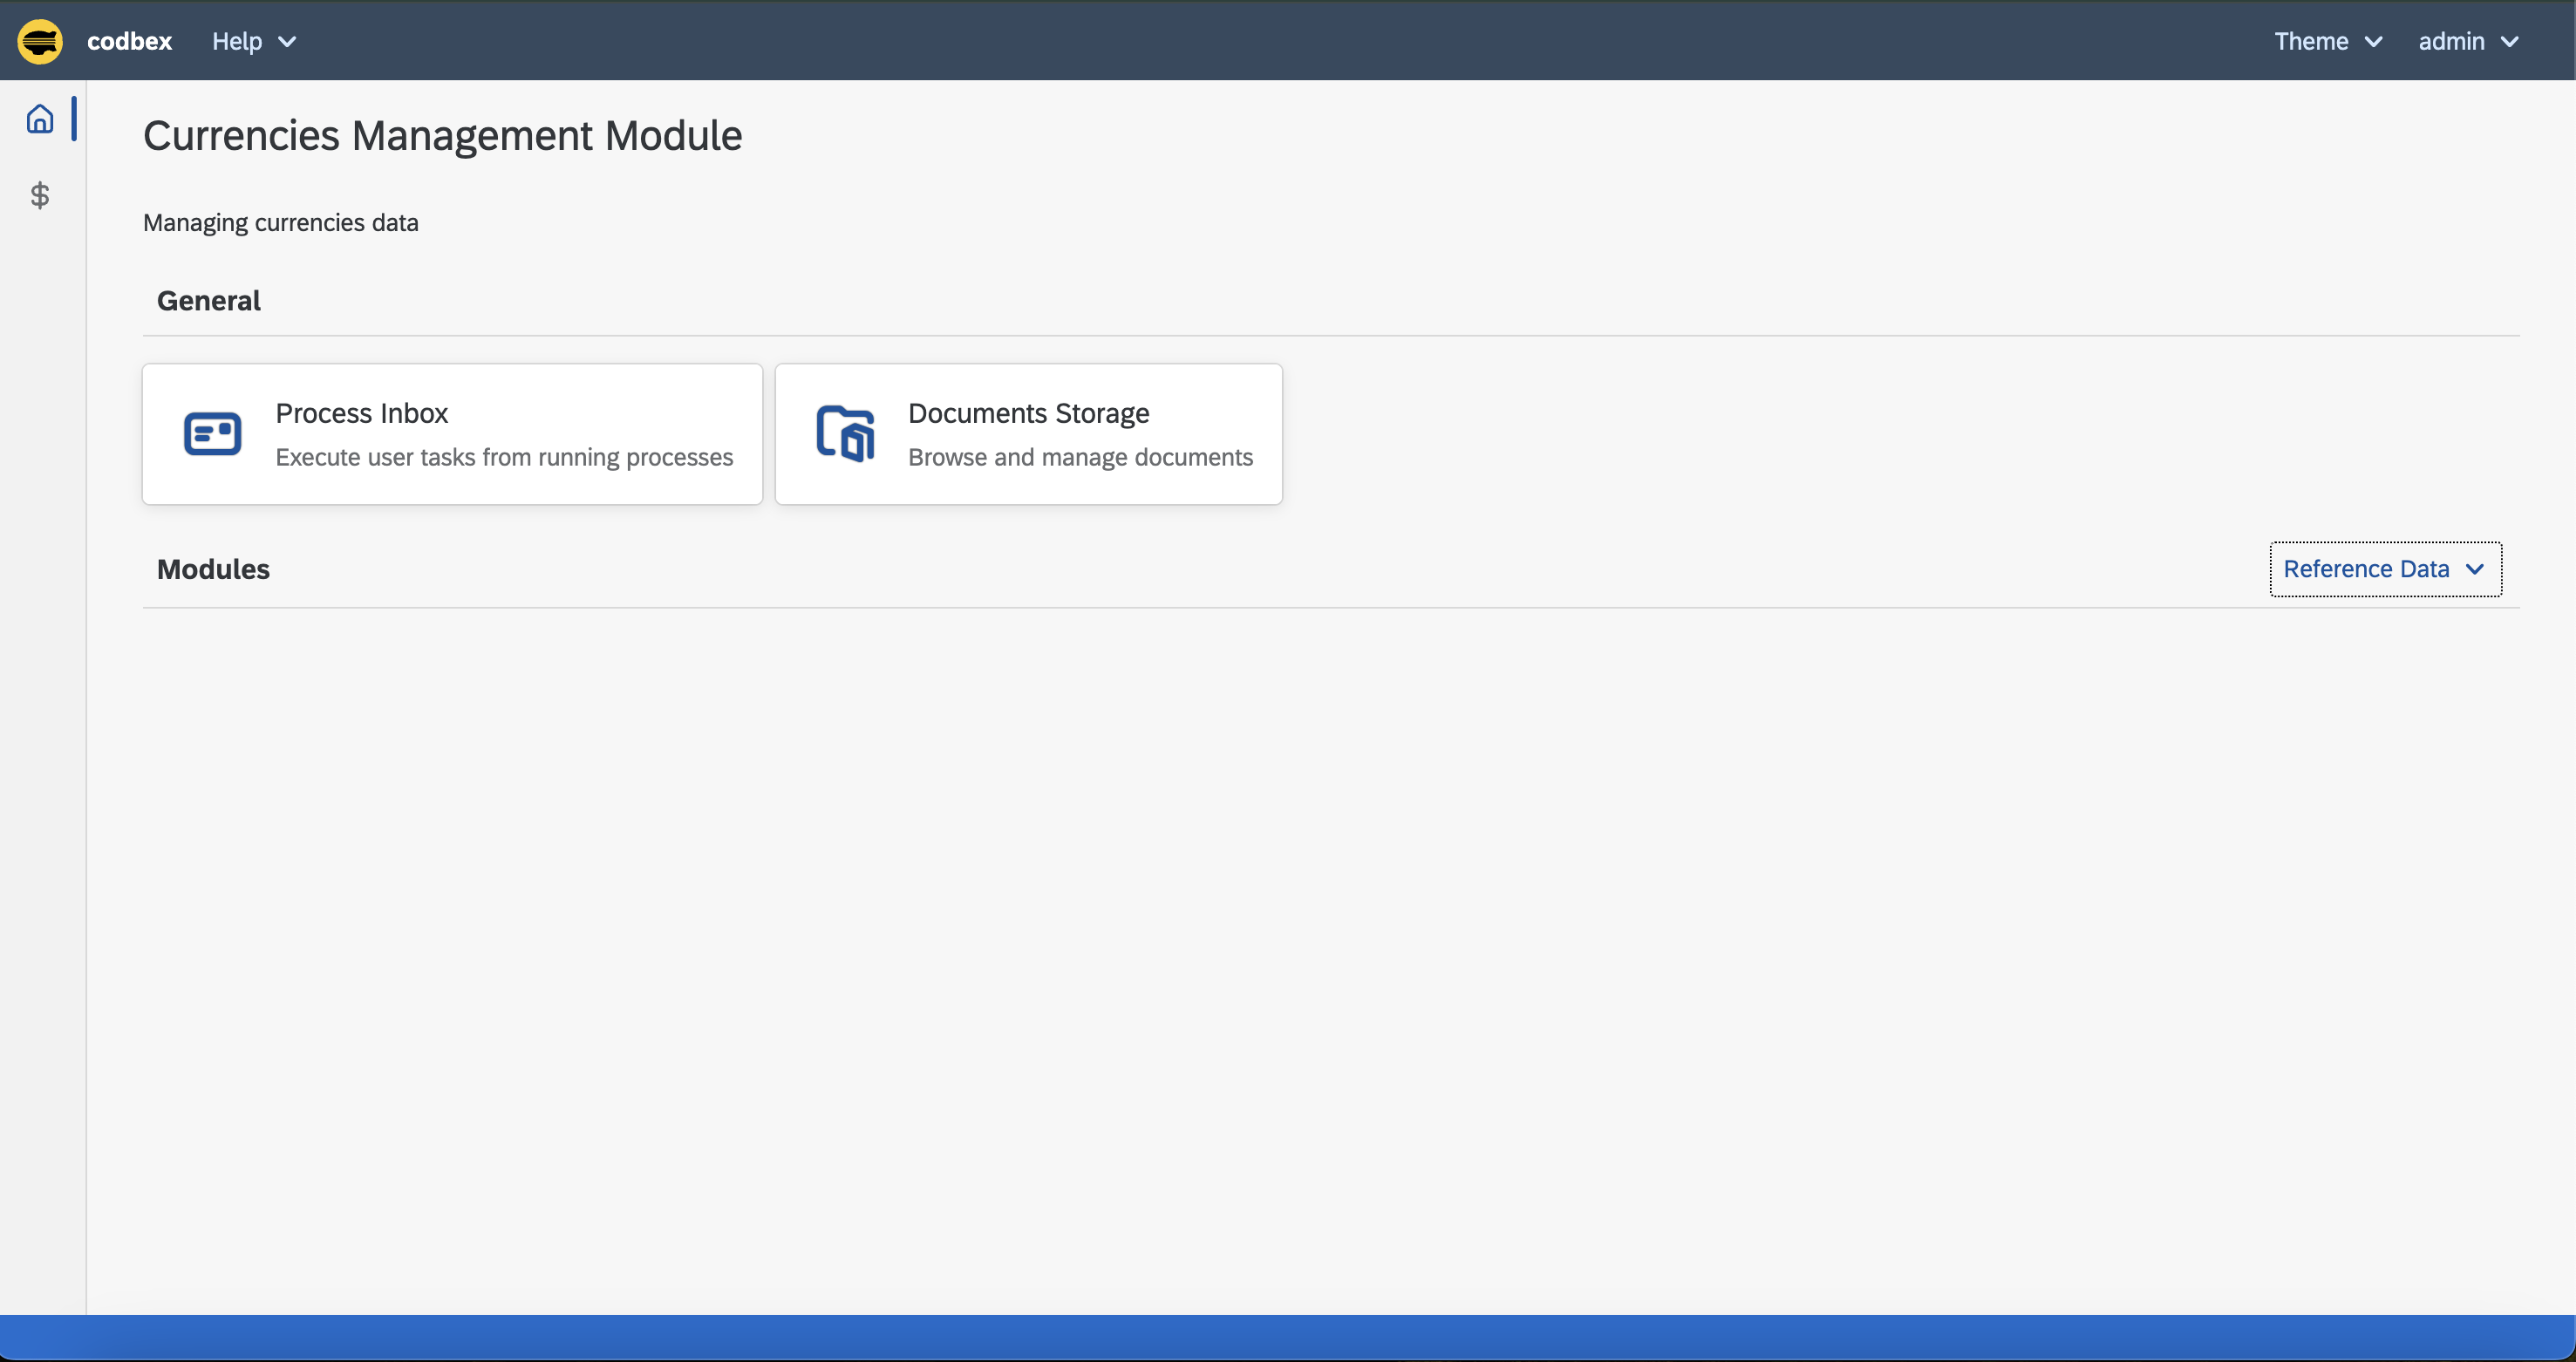 codbex Help Theme admin
Currencies Management Module
Managing currencies data
General
Process Inbox
Execute user tasks from running processes
Documents Storage
Browse and manage documents
Modules Reference Data